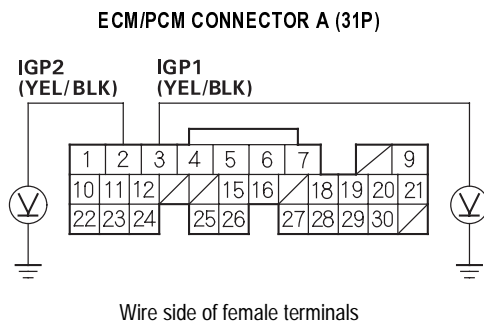 ECM/PCM CONNECTOR A (31P)
IGP2 IGP1
(YEL/BLK) (YEL/BLK)
1 2 3 4 5 6 7 9
10 11 12 15 16 18 19 20 21
22 23 24 25 26 27 28 29 30
V V
Wire side of female terminals